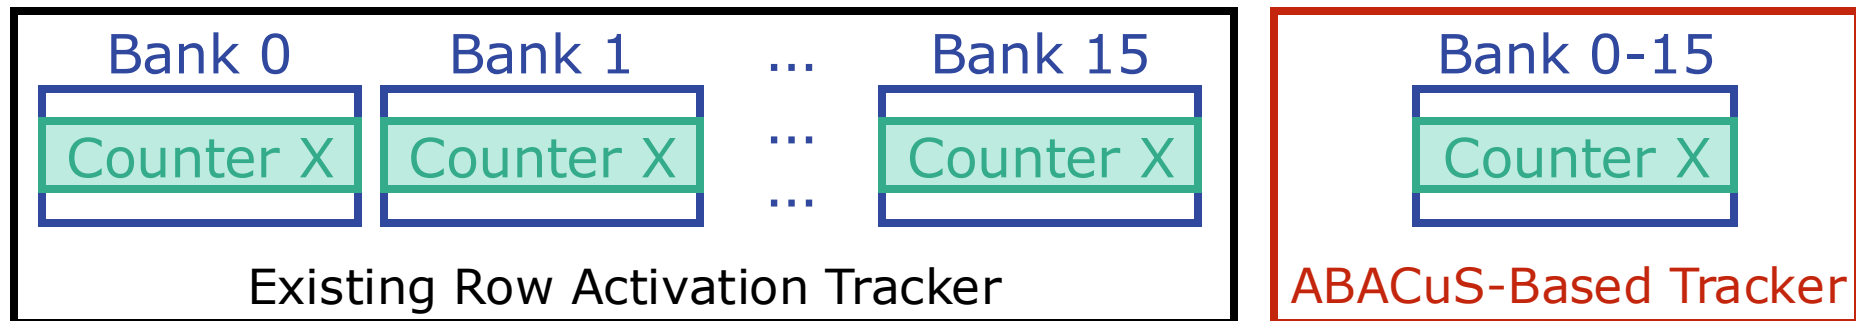 Bank 0 Bank 1 ... Bank 15
Counter X Counter X ... Counter X
...
Existing Row Activation Tracker
Bank 0-15
Counter X
ABACuS-Based Tracker